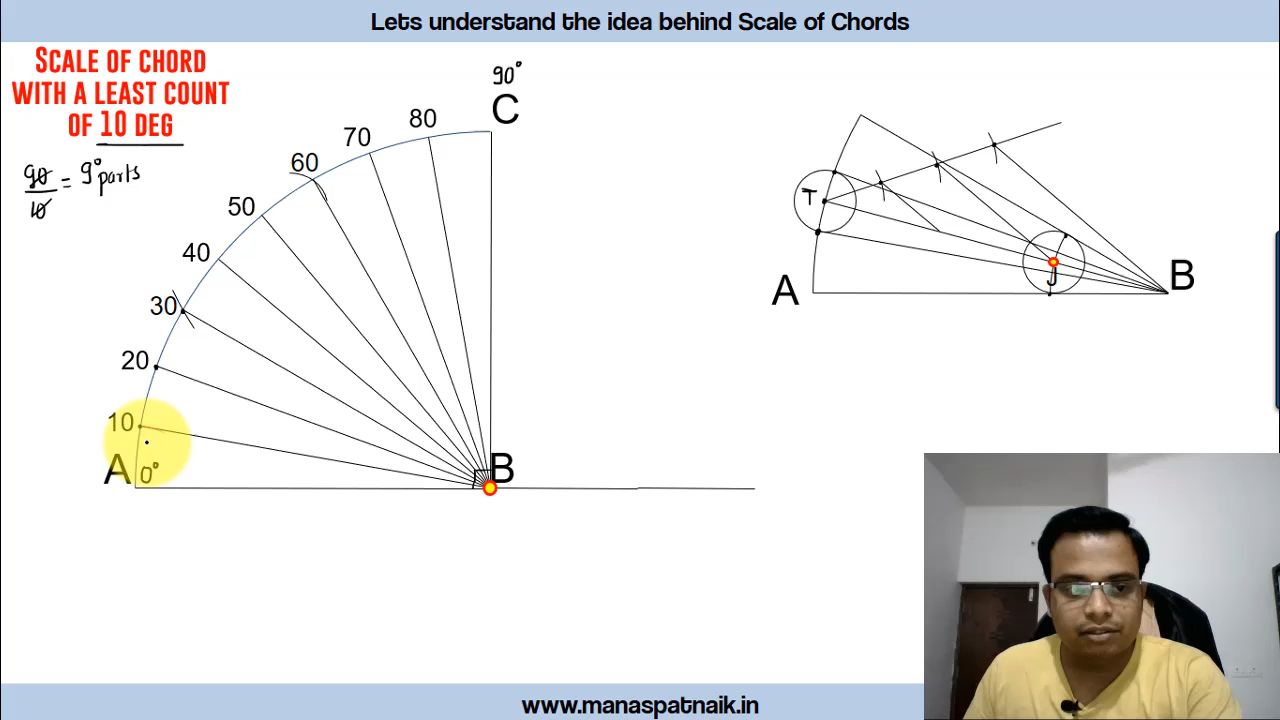 Lets understand the idea behind Scale of Chords
SCALE OF CHORD
WITH A LEAST COUNT
OF 10 DEG
90/10 = 9° parts
90°
C
80
70
60
50
40
30
20
10
A 0°
B
T
J
A
B
www.manaspatnaik.in